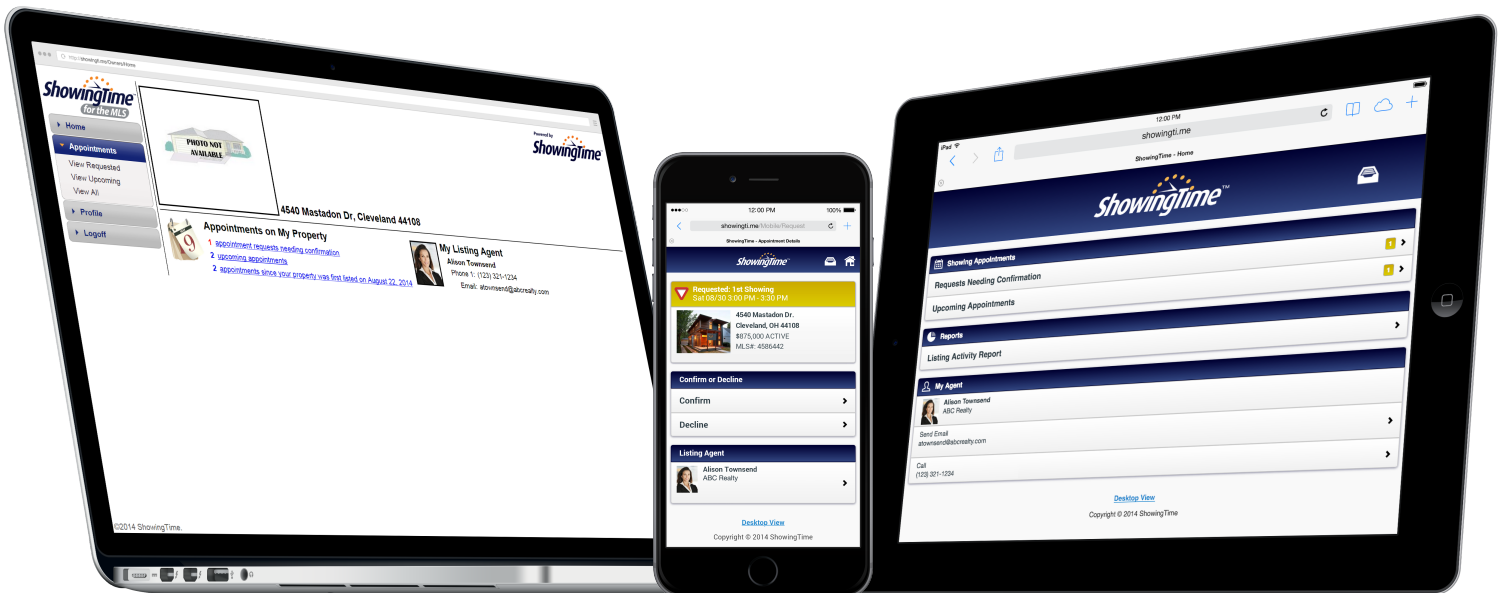 http://showingti.me/Owners/Home
ShowingTime
for the MLS
Home
Appointments
View Requested
View Upcoming
View All
Profile
Logoff
PHOTO NOT
AVAILABLE
Powered by
ShowingTime
4540 Mastadon Dr, Cleveland 44108
9
Appointments on My Property
1 appointment requests needing confirmation
2 upcoming appointments
2 appointments since your property was first listed on August 22, 2014
My Listing Agent
Alison Townsend
Phone 1: (123) 321-1234
Email: atownsend@abcrealty.com
©2014 ShowingTime.
12:00 PM
100%
showingti.me/Mobile/Request
ShowingTime - Appointment Details
ShowingTime
Requested: 1st Showing
Sat 08/30 3:00 PM - 3:30 PM
4540 Mastadon Dr.
Cleveland, OH 44108
$875,000 ACTIVE
MLS#: 4586442
Confirm or Decline
Confirm
Decline
Listing Agent
Alison Townsend
ABC Realty
Desktop View
Copyright © 2014 ShowingTime
iPad
12:00 PM
showingti.me
ShowingTime - Home
ShowingTime™
Showing Appointments
Requests Needing Confirmation 1
Upcoming Appointments 1
Reports
Listing Activity Report
My Agent
Alison Townsend
ABC Realty
Send Email
atownsend@abcrealty.com
Call
(123) 321-1234
Desktop View
Copyright © 2014 ShowingTime